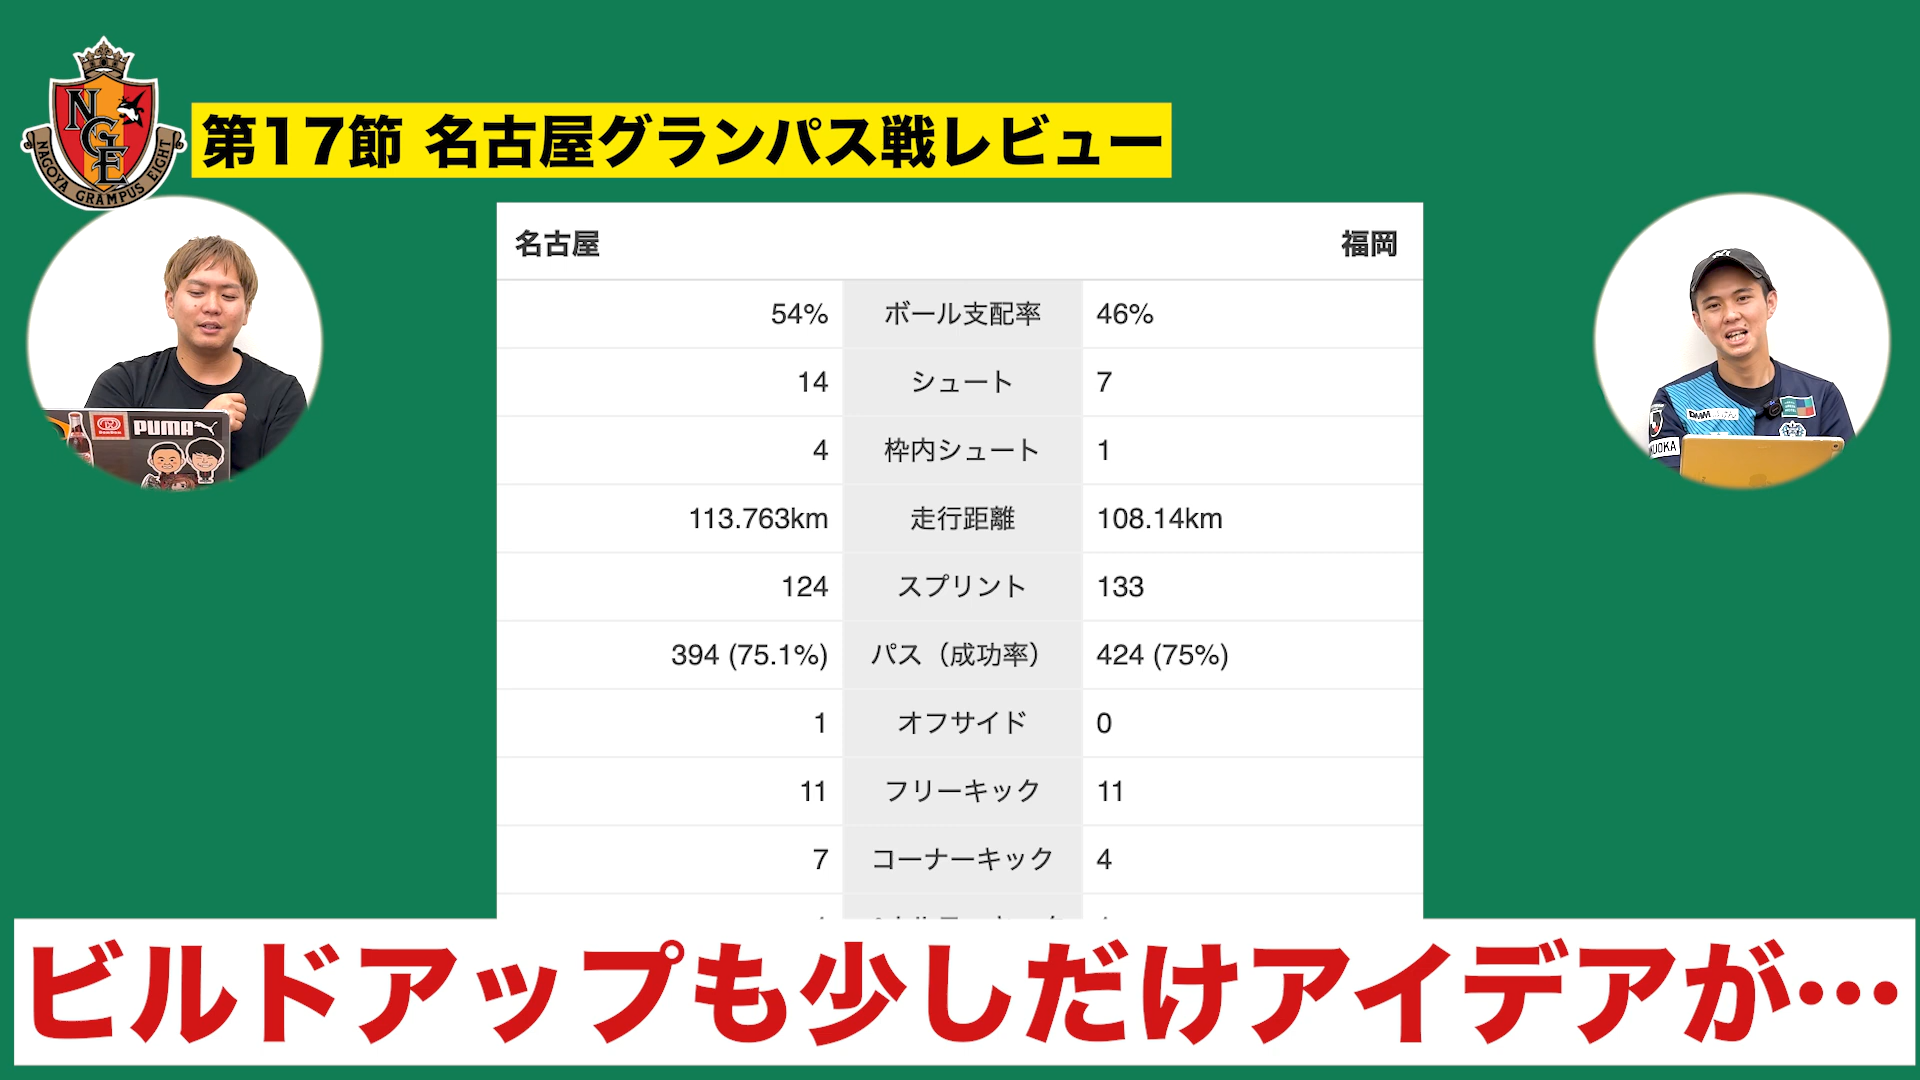 第17節 名古屋グランパス戦レビュー
NGE
NAGOYA GRAMPUS EIGHT
名古屋 福岡
54% ボール支配率 46%
14 シュート 7
4 枠内シュート 1
113.763km 走行距離 108.14km
124 スプリント 133
394 (75.1%) パス（成功率） 424 (75%)
1 オフサイド 0
11 フリーキック 11
7 コーナーキック 4
PUMA
DMM
UOKA
ビルドアップも少しだけアイデアが…